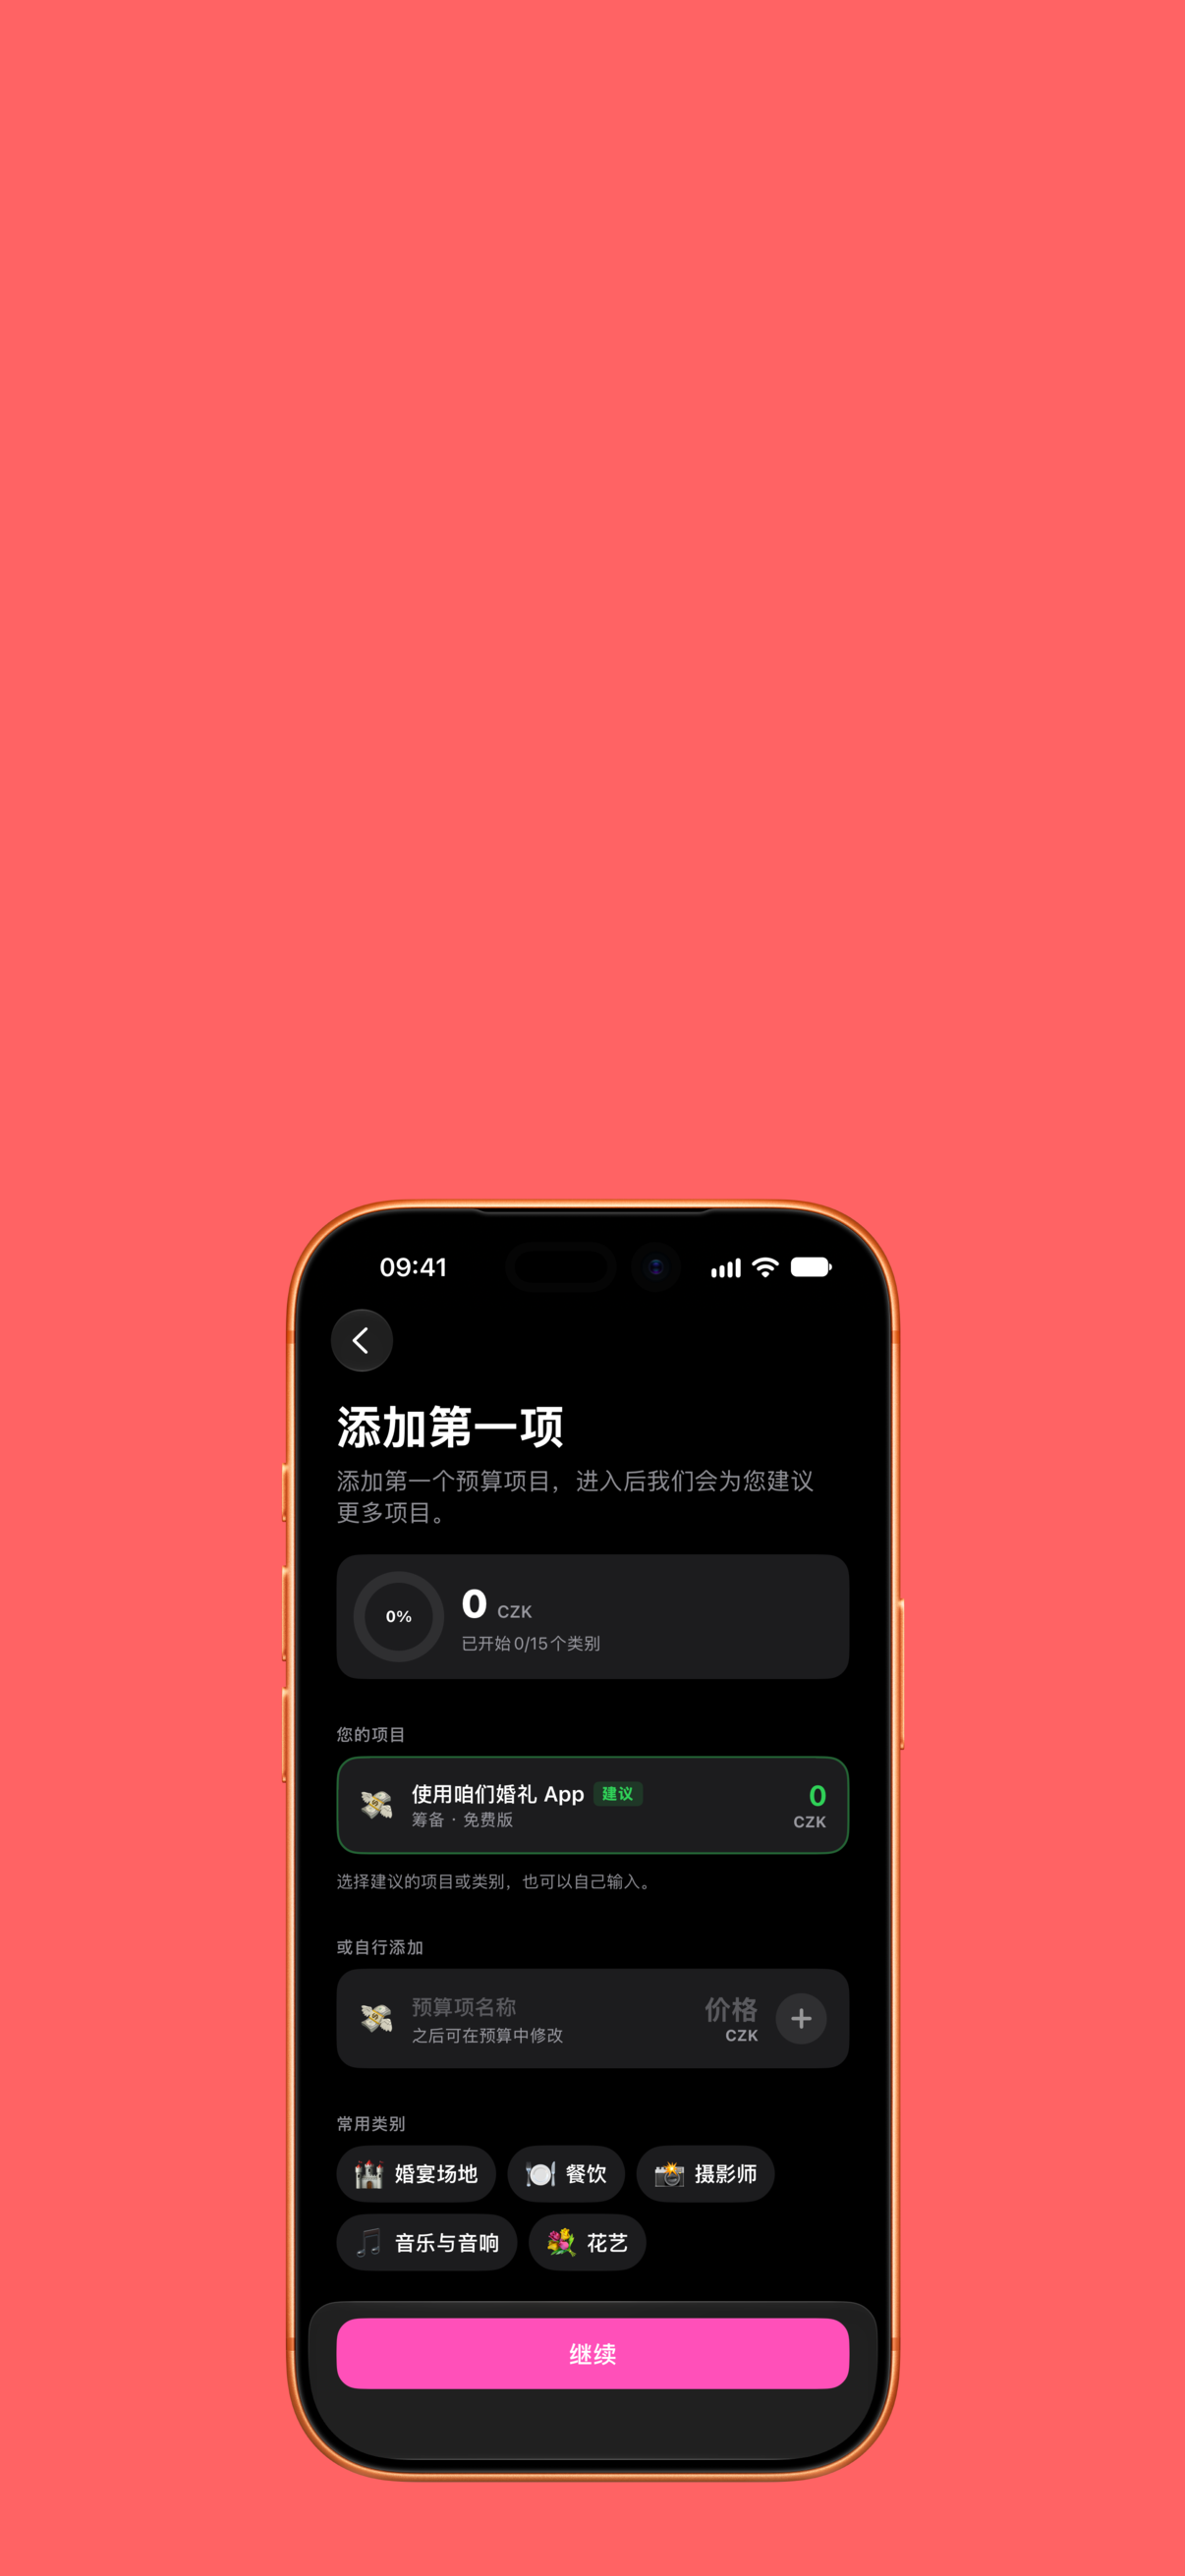 09:41
添加第一项
添加第一个预算项目，进入后我们会为您建议
更多项目。
0%
0 CZK
已开始 0/15 个类别
您的项目
使用咱们婚礼 App 建议
筹备 · 免费版
0
CZK
选择建议的项目或类别，也可以自己输入。
或自行添加
预算项名称
之后可在预算中修改
价格
CZK
常用类别
婚宴场地 餐饮 摄影师
音乐与音响 花艺
继续